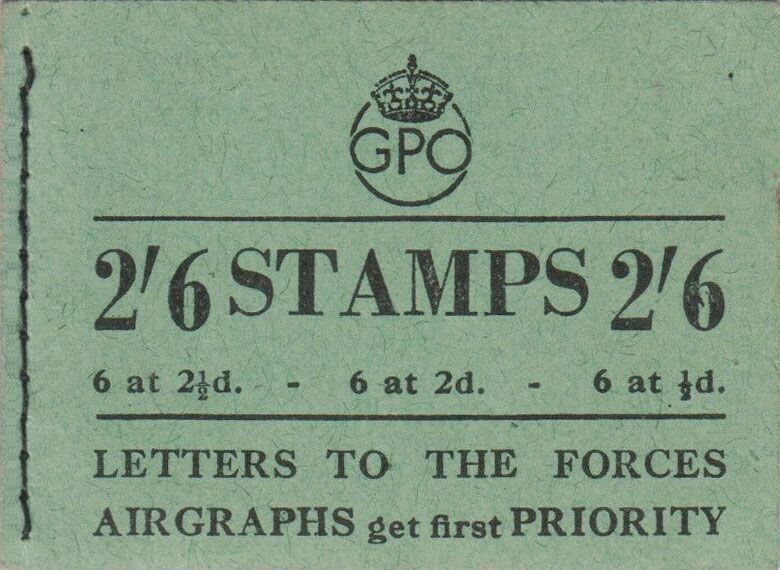 GPO
2/6 STAMPS 2/6
6 at 2½d. - 6 at 2d. - 6 at ½d.
LETTERS TO THE FORCES
AIRGRAPHS get first PRIORITY